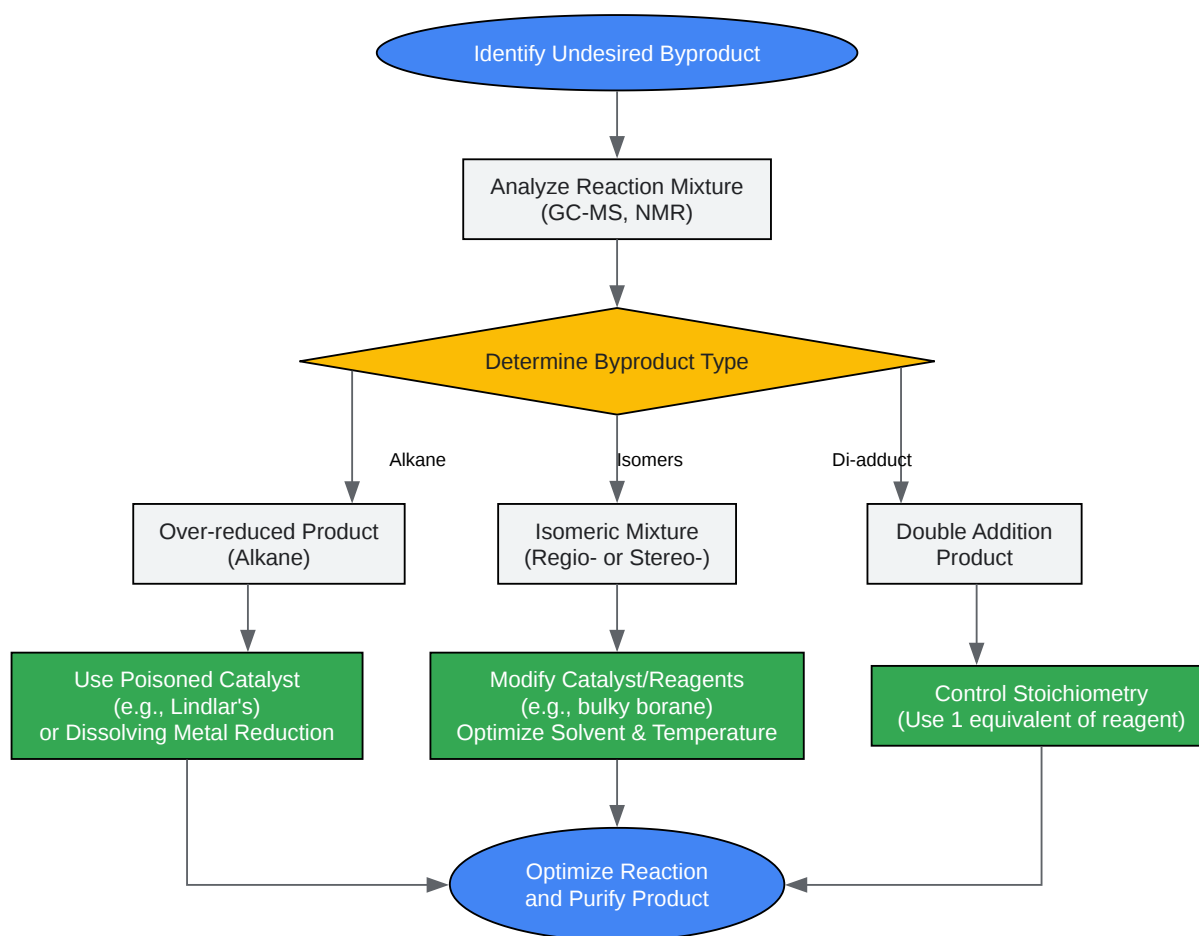 Identify Undesired Byproduct
Analyze Reaction Mixture
(GC-MS, NMR)
Determine Byproduct Type
Alkane
Isomers
Di-adduct
Over-reduced Product
(Alkane)
Isomeric Mixture
(Regio- or Stereo-)
Double Addition
Product
Use Poisoned Catalyst
(e.g., Lindlar's)
or Dissolving Metal Reduction
Modify Catalyst/Reagents
(e.g., bulky borane)
Optimize Solvent & Temperature
Control Stoichiometry
(Use 1 equivalent of reagent)
Optimize Reaction
and Purify Product